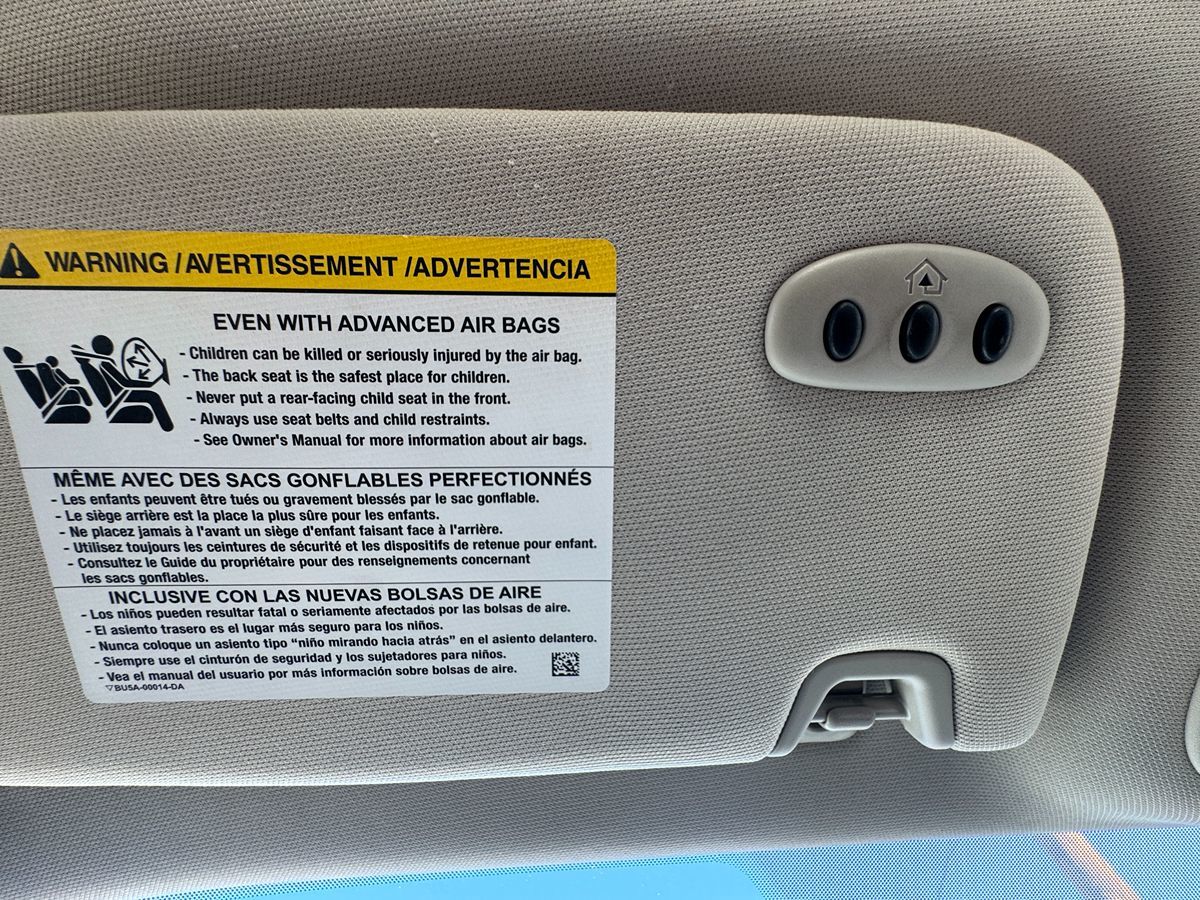 WARNING / AVERTISSEMENT / ADVERTENCIA
EVEN WITH ADVANCED AIR BAGS
- Children can be killed or seriously injured by the air bag.
- The back seat is the safest place for children.
- Never put a rear-facing child seat in the front.
- Always use seat belts and child restraints.
- See Owner's Manual for more information about air bags.
MÊME AVEC DES SACS GONFLABLES PERFECTIONNÉS
- Les enfants peuvent être tués ou gravement blessés par le sac gonflable.
- Le siège arrière est la place la plus sûre pour les enfants.
- Ne placez jamais à l'avant un siège d'enfant faisant face à l'arrière.
- Utilisez toujours les ceintures de sécurité et les dispositifs de retenue pour enfant.
- Consultez le Guide du propriétaire pour des renseignements concernant
les sacs gonflables.
INCLUSIVE CON LAS NUEVAS BOLSAS DE AIRE
- Los niños pueden resultar fatal o seriamente afectados por las bolsas de aire.
- El asiento trasero es el lugar más seguro para los niños.
- Nunca coloque un asiento tipo “niño mirando hacia atrás” en el asiento delantero.
- Siempre use el cinturón de seguridad y los sujetadores para niños.
- Vea el manual del usuario por más información sobre bolsas de aire.
BU5A-00014-DA